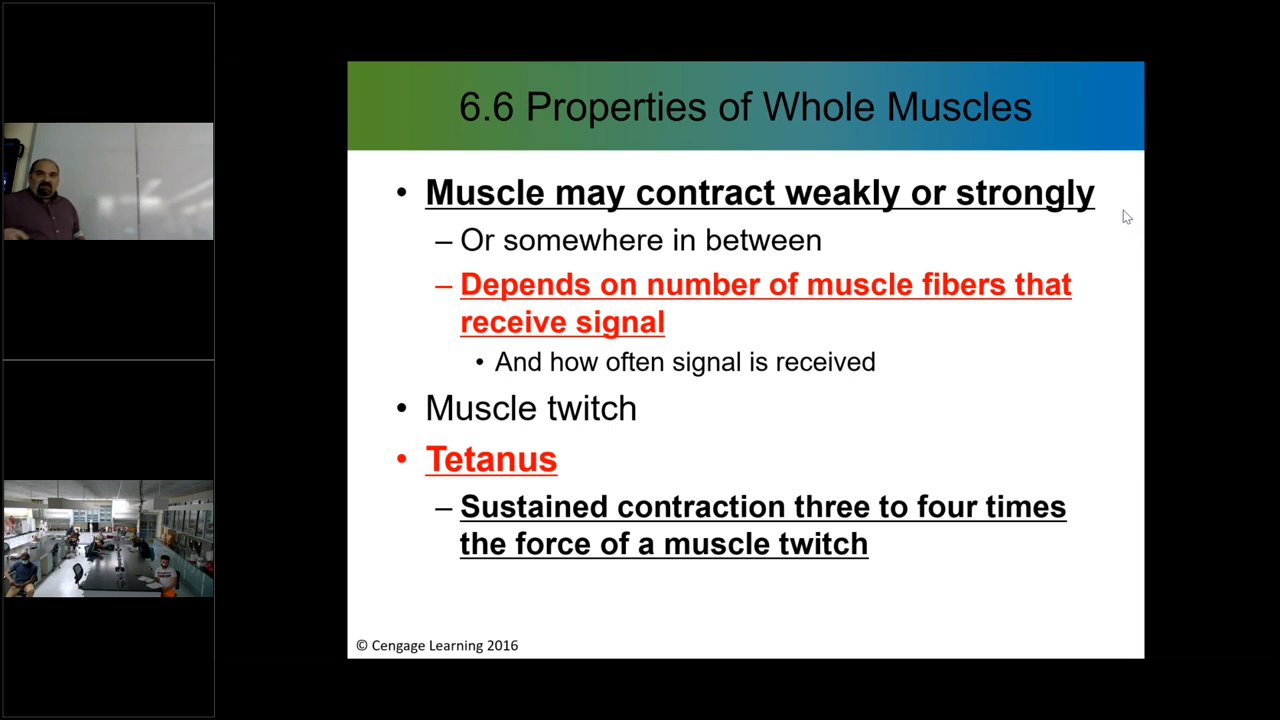 6.6 Properties of Whole Muscles
• Muscle may contract weakly or strongly
– Or somewhere in between
– Depends on number of muscle fibers that
receive signal
• And how often signal is received
• Muscle twitch
• Tetanus
– Sustained contraction three to four times
the force of a muscle twitch
© Cengage Learning 2016